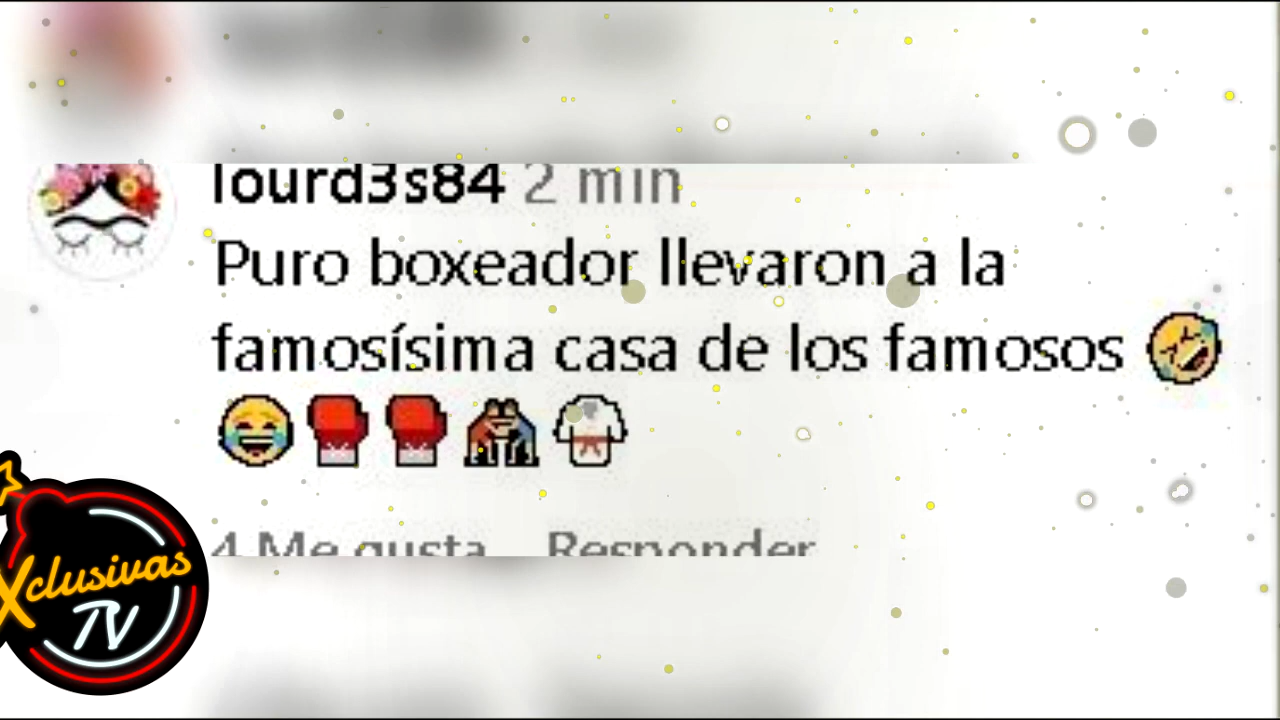 lourd3s84 2 min
Puro boxeador llevaron a la
famosísima casa de los famosos 🤣
😂🥊🥊🤼🥋
4 Me gusta Responder
Xclusivas
TV